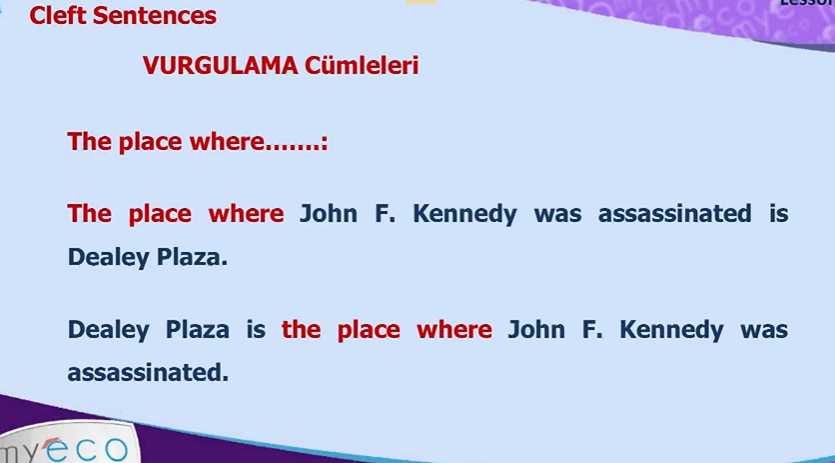 Lesson
Cleft Sentences
VURGULAMA Cümleleri
The place where.......:
The place where John F. Kennedy was assassinated is
Dealey Plaza.
Dealey Plaza is the place where John F. Kennedy was
assassinated.
myeco